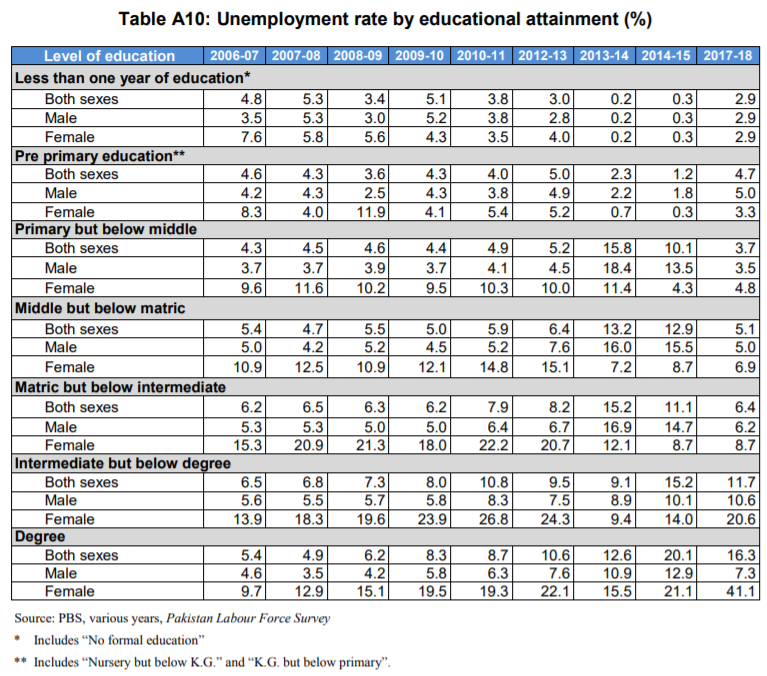 Table A10: Unemployment rate by educational attainment (%)
Level of education 2006-07 2007-08 2008-09 2009-10 2010-11 2012-13 2013-14 2014-15 2017-18
Less than one year of education*
Both sexes 4.8 5.3 3.4 5.1 3.8 3.0 0.2 0.3 2.9
Male 3.5 5.3 3.0 5.2 3.8 2.8 0.2 0.3 2.9
Female 7.6 5.8 5.6 4.3 3.5 4.0 0.2 0.3 2.9
Pre primary education**
Both sexes 4.6 4.3 3.6 4.3 4.0 5.0 2.3 1.2 4.7
Male 4.2 4.3 2.5 4.3 3.8 4.9 2.2 1.8 5.0
Female 8.3 4.0 11.9 4.1 5.4 5.2 0.7 0.3 3.3
Primary but below middle
Both sexes 4.3 4.5 4.6 4.4 4.9 5.2 15.8 10.1 3.7
Male 3.7 3.7 3.9 3.7 4.1 4.5 18.4 13.5 3.5
Female 9.6 11.6 10.2 9.5 10.3 10.0 11.4 4.3 4.8
Middle but below matric
Both sexes 5.4 4.7 5.5 5.0 5.9 6.4 13.2 12.9 5.1
Male 5.0 4.2 5.2 4.5 5.2 7.6 16.0 15.5 5.0
Female 10.9 12.5 10.9 12.1 14.8 15.1 7.2 8.7 6.9
Matric but below intermediate
Both sexes 6.2 6.5 6.3 6.2 7.9 8.2 15.2 11.1 6.4
Male 5.3 5.3 5.0 5.0 6.4 6.7 16.9 14.7 6.2
Female 15.3 20.9 21.3 18.0 22.2 20.7 12.1 8.7 8.7
Intermediate but below degree
Both sexes 6.5 6.8 7.3 8.0 10.8 9.5 9.1 15.2 11.7
Male 5.6 5.5 5.7 5.8 8.3 7.5 8.9 10.1 10.6
Female 13.9 18.3 19.6 23.9 26.8 24.3 9.4 14.0 20.6
Degree
Both sexes 5.4 4.9 6.2 8.3 8.7 10.6 12.6 20.1 16.3
Male 4.6 3.5 4.2 5.8 6.3 7.6 10.9 12.9 7.3
Female 9.7 12.9 15.1 19.5 19.3 22.1 15.5 21.1 41.1
Source: PBS, various years, Pakistan Labour Force Survey
* Includes “No formal education”
** Includes “Nursery but below K.G.” and “K.G. but below primary”.